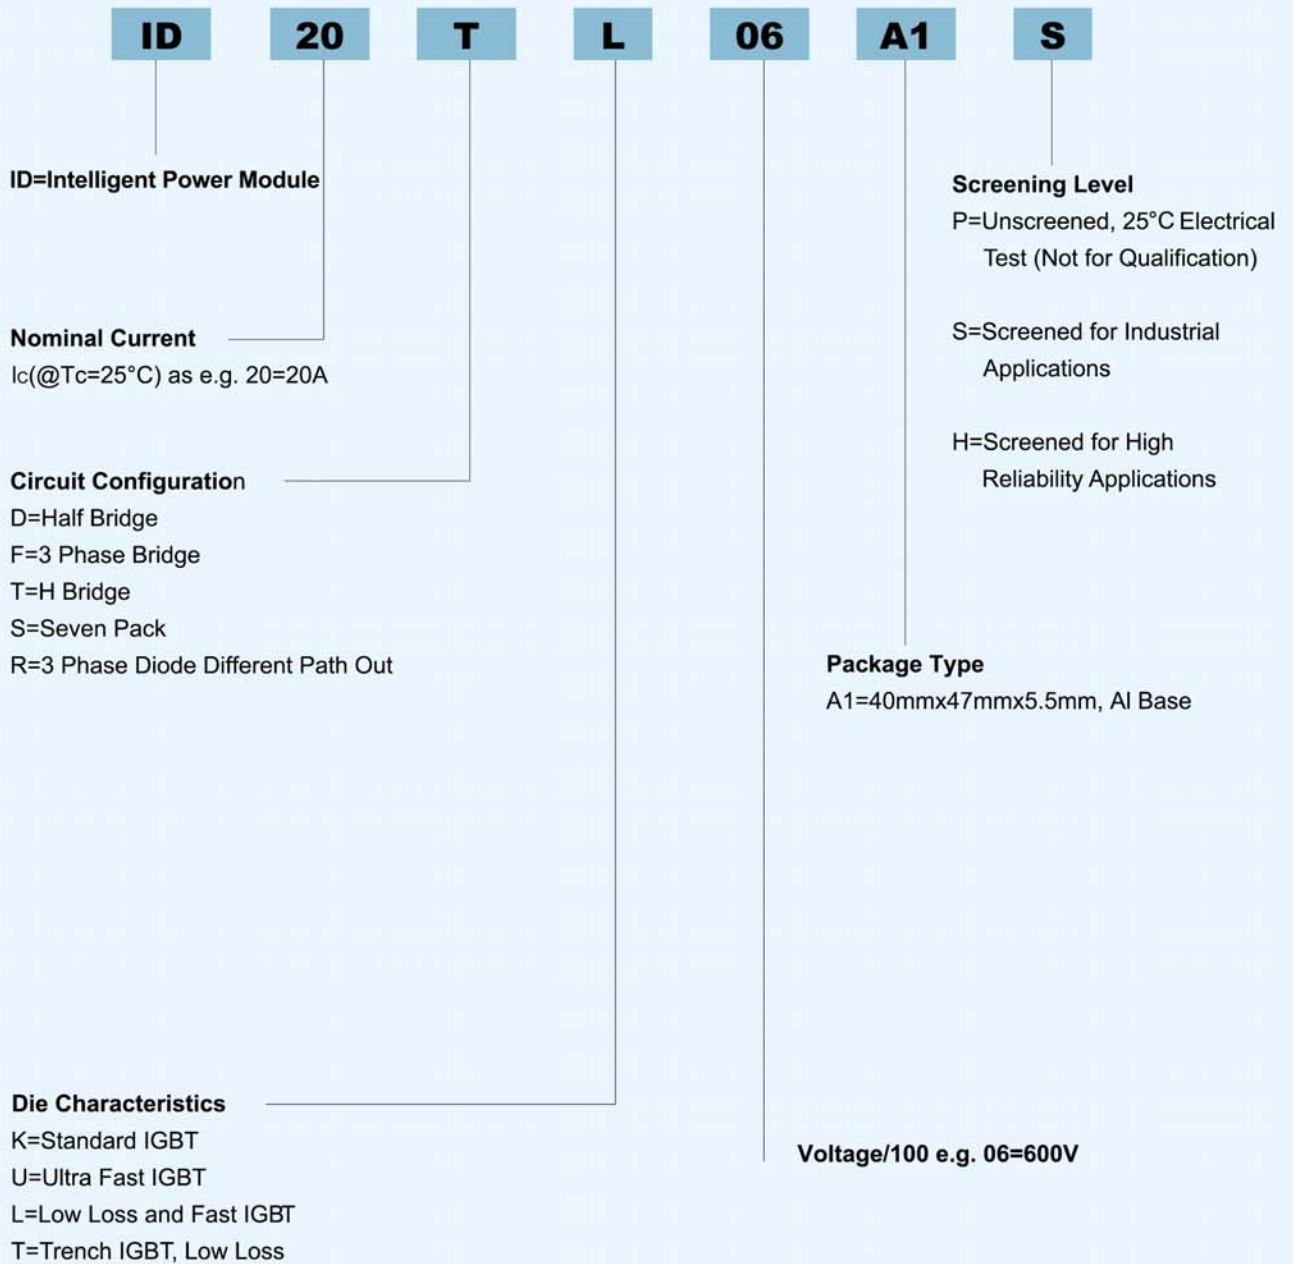 ID 20 T L 06 A1 S
ID=Intelligent Power Module
Nominal Current
Ic(@Tc=25°C) as e.g. 20=20A
Circuit Configuration
D=Half Bridge
F=3 Phase Bridge
T=H Bridge
S=Seven Pack
R=3 Phase Diode Different Path Out
Die Characteristics
K=Standard IGBT
U=Ultra Fast IGBT
L=Low Loss and Fast IGBT
T=Trench IGBT, Low Loss
Voltage/100 e.g. 06=600V
Package Type
A1=40mmx47mmx5.5mm, Al Base
Screening Level
P=Unscreened, 25°C Electrical
Test (Not for Qualification)
S=Screened for Industrial
Applications
H=Screened for High
Reliability Applications